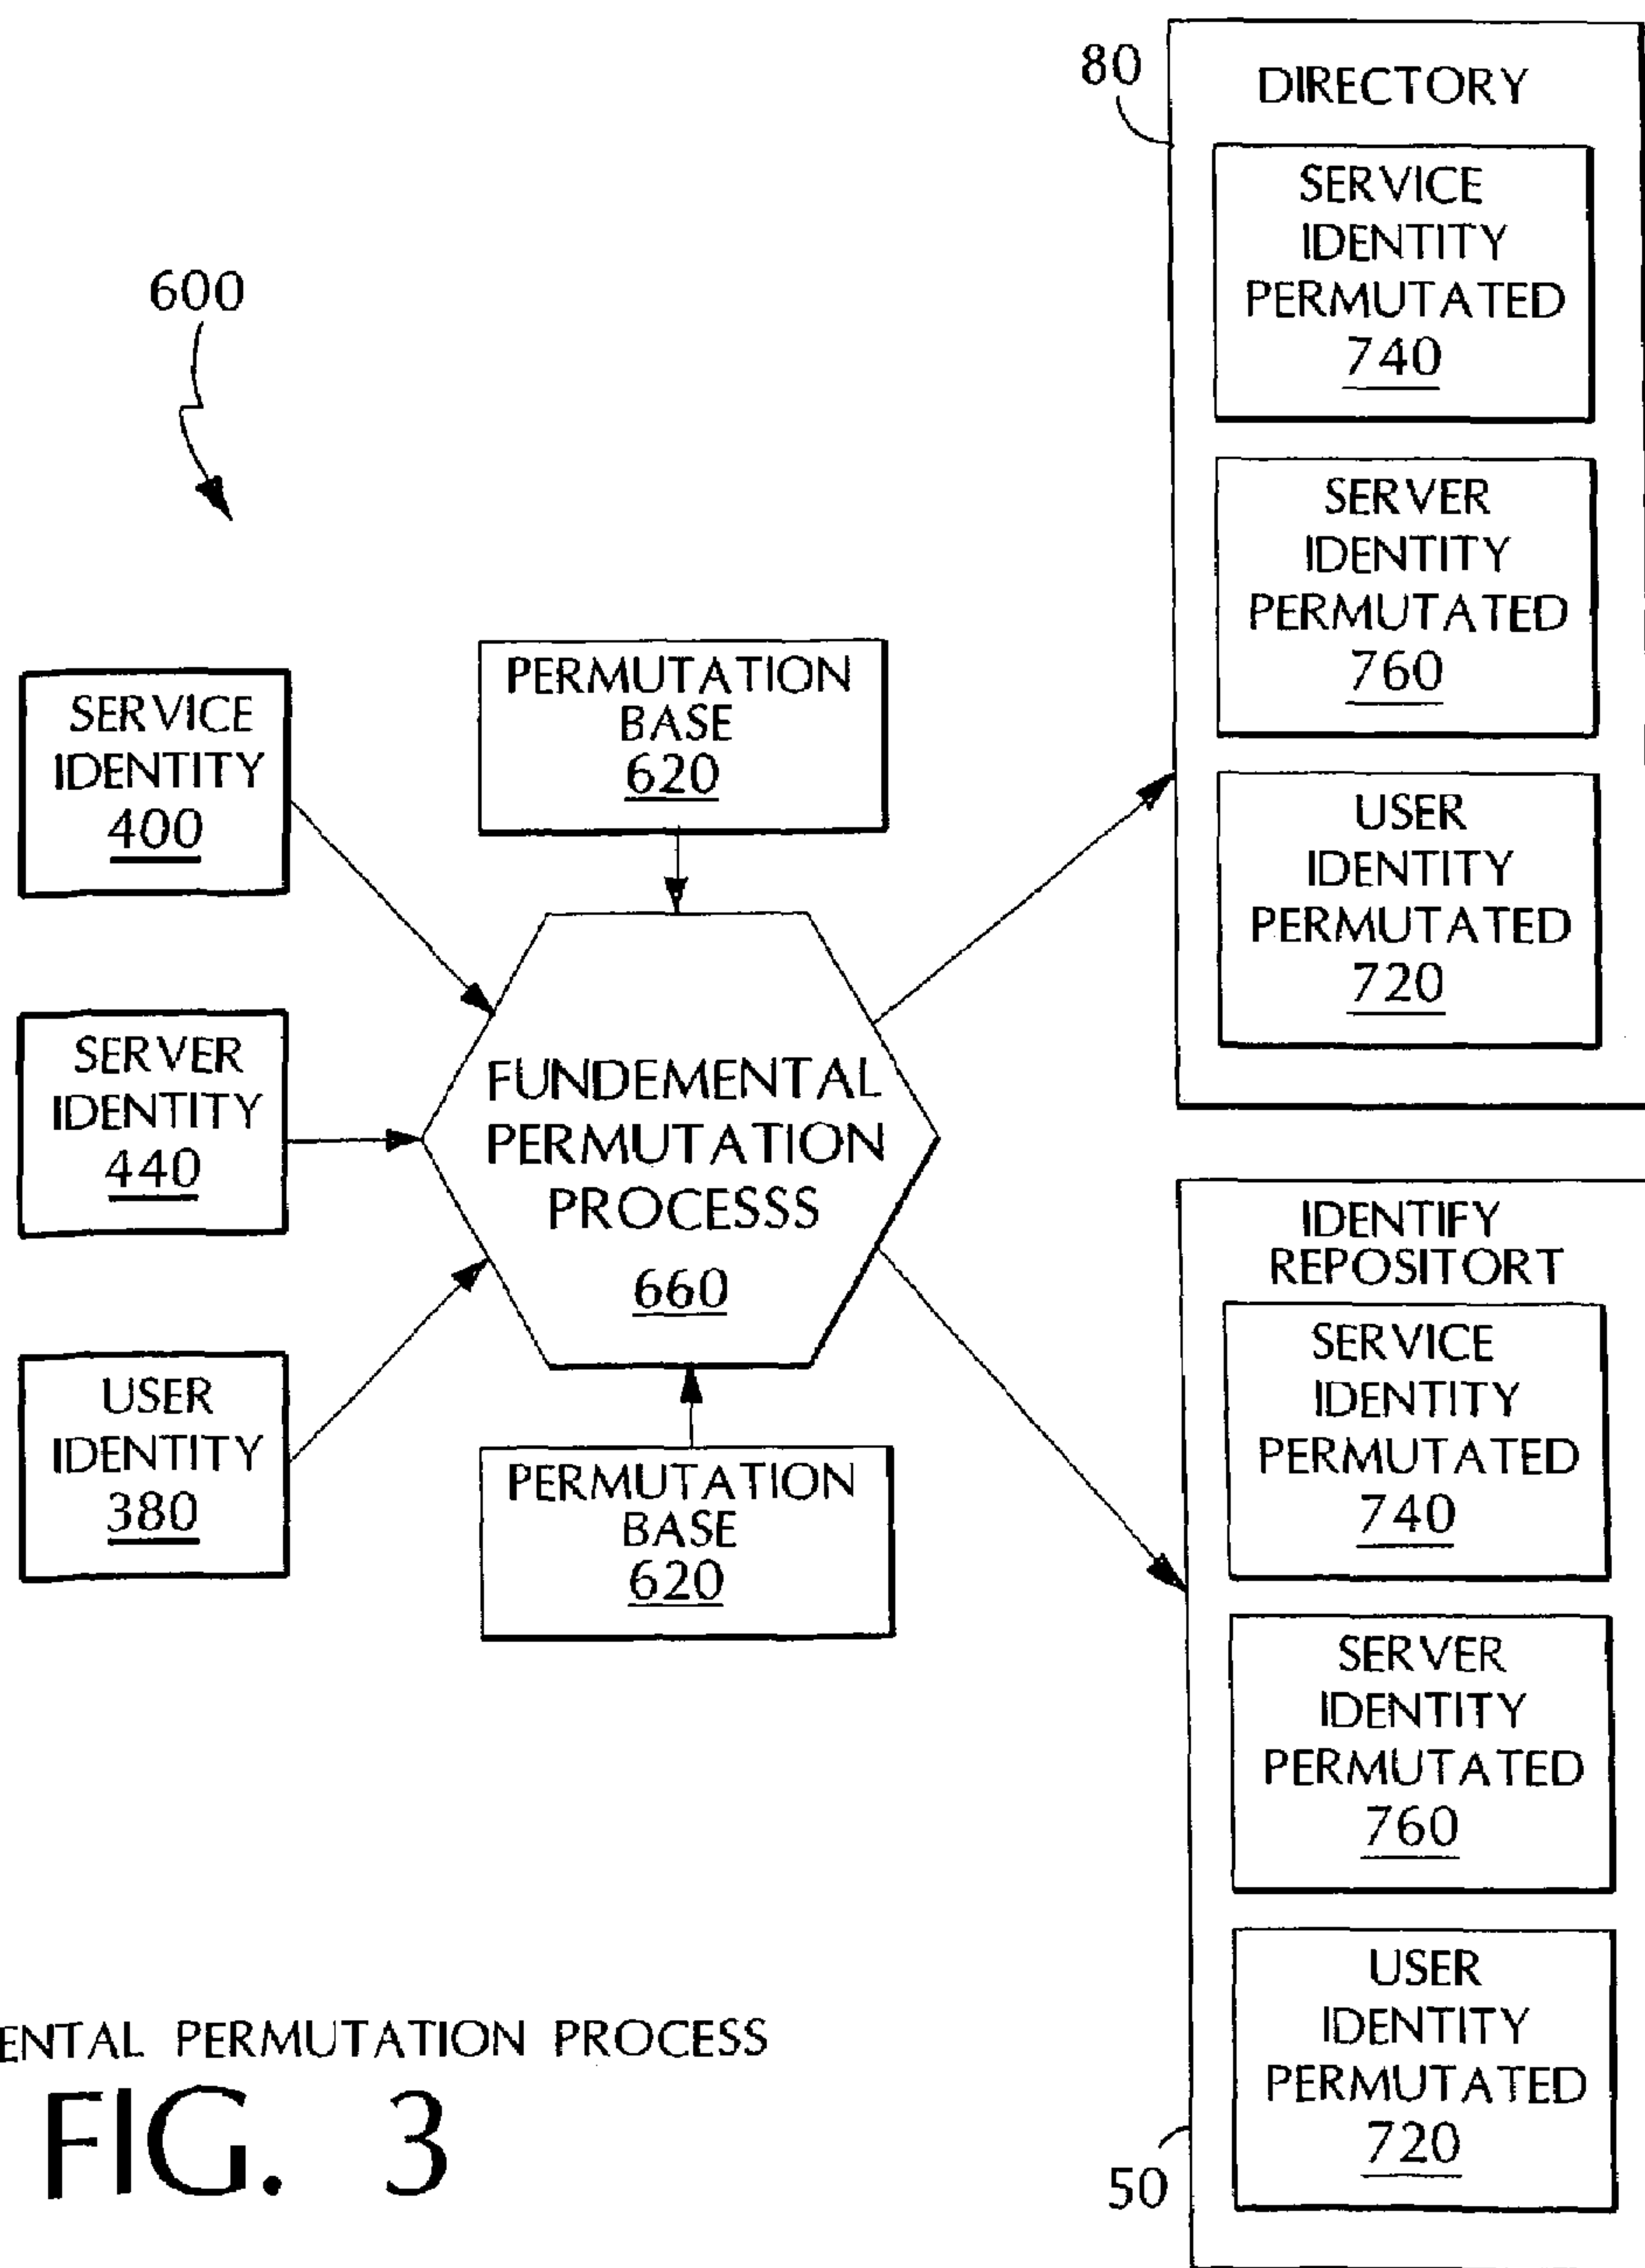 600
SERVICE
IDENTITY
400
SERVER
IDENTITY
440
USER
IDENTITY
380
PERMUTATION
BASE
620
FUNDEMENTAL
PERMUTATION
PROCESSS
660
PERMUTATION
BASE
620
80
DIRECTORY
SERVICE
IDENTITY
PERMUTATED
740
SERVER
IDENTITY
PERMUTATED
760
USER
IDENTITY
PERMUTATED
720
IDENTIFY
REPOSITORT
SERVICE
IDENTITY
PERMUTATED
740
SERVER
IDENTITY
PERMUTATED
760
USER
IDENTITY
PERMUTATED
720
50
ENTAL PERMUTATION PROCESS
FIG. 3